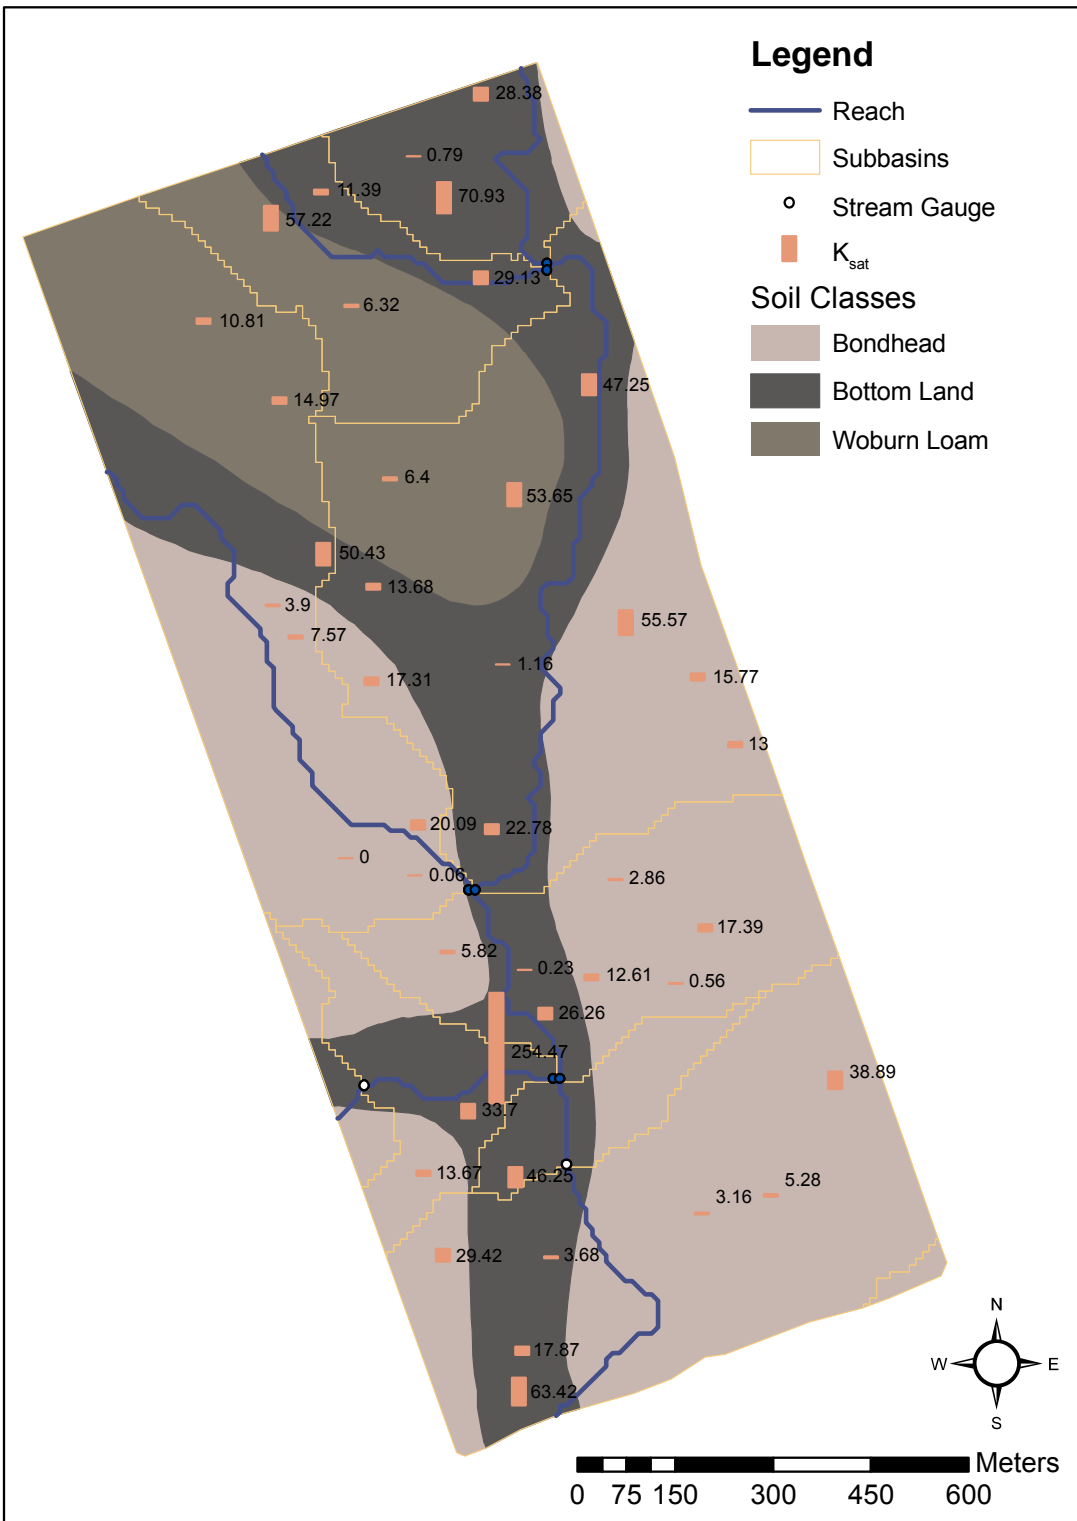 Legend
Reach
Subbasins
Stream Gauge
Ksat
Soil Classes
Bondhead
Bottom Land
Woburn Loam
28.38
0.79
11.39
70.93
57.22
29.13
6.32
10.81
47.25
14.97
6.4
53.65
50.43
13.68
3.9
55.57
7.57
1.16
17.31
15.77
13
20.09
22.78
0
0.06
2.86
17.39
5.82
0.23
12.61
0.56
26.26
254.47
38.89
33.7
13.67
46.25
5.28
3.16
29.42
3.68
17.87
63.42
N
W
E
S
Meters
0 75 150 300 450 600